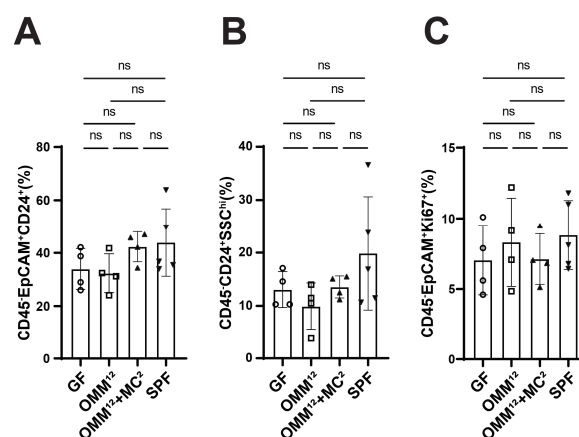 A
ns
ns
ns
ns ns ns
CD45⁻EpCAM⁺CD24⁺(%)
80
60
40
20
0
GF
OMM¹²
OMM¹²+MC²
SPF
B
ns
ns
ns
ns ns ns
CD45⁻CD24⁺SSCʰⁱ(%)
40
30
20
10
0
GF
OMM¹²
OMM¹²+MC²
SPF
C
ns
ns
ns
ns ns ns
CD45⁻EpCAM⁺Ki67⁺(%)
15
10
5
0
GF
OMM¹²
OMM¹²+MC²
SPF